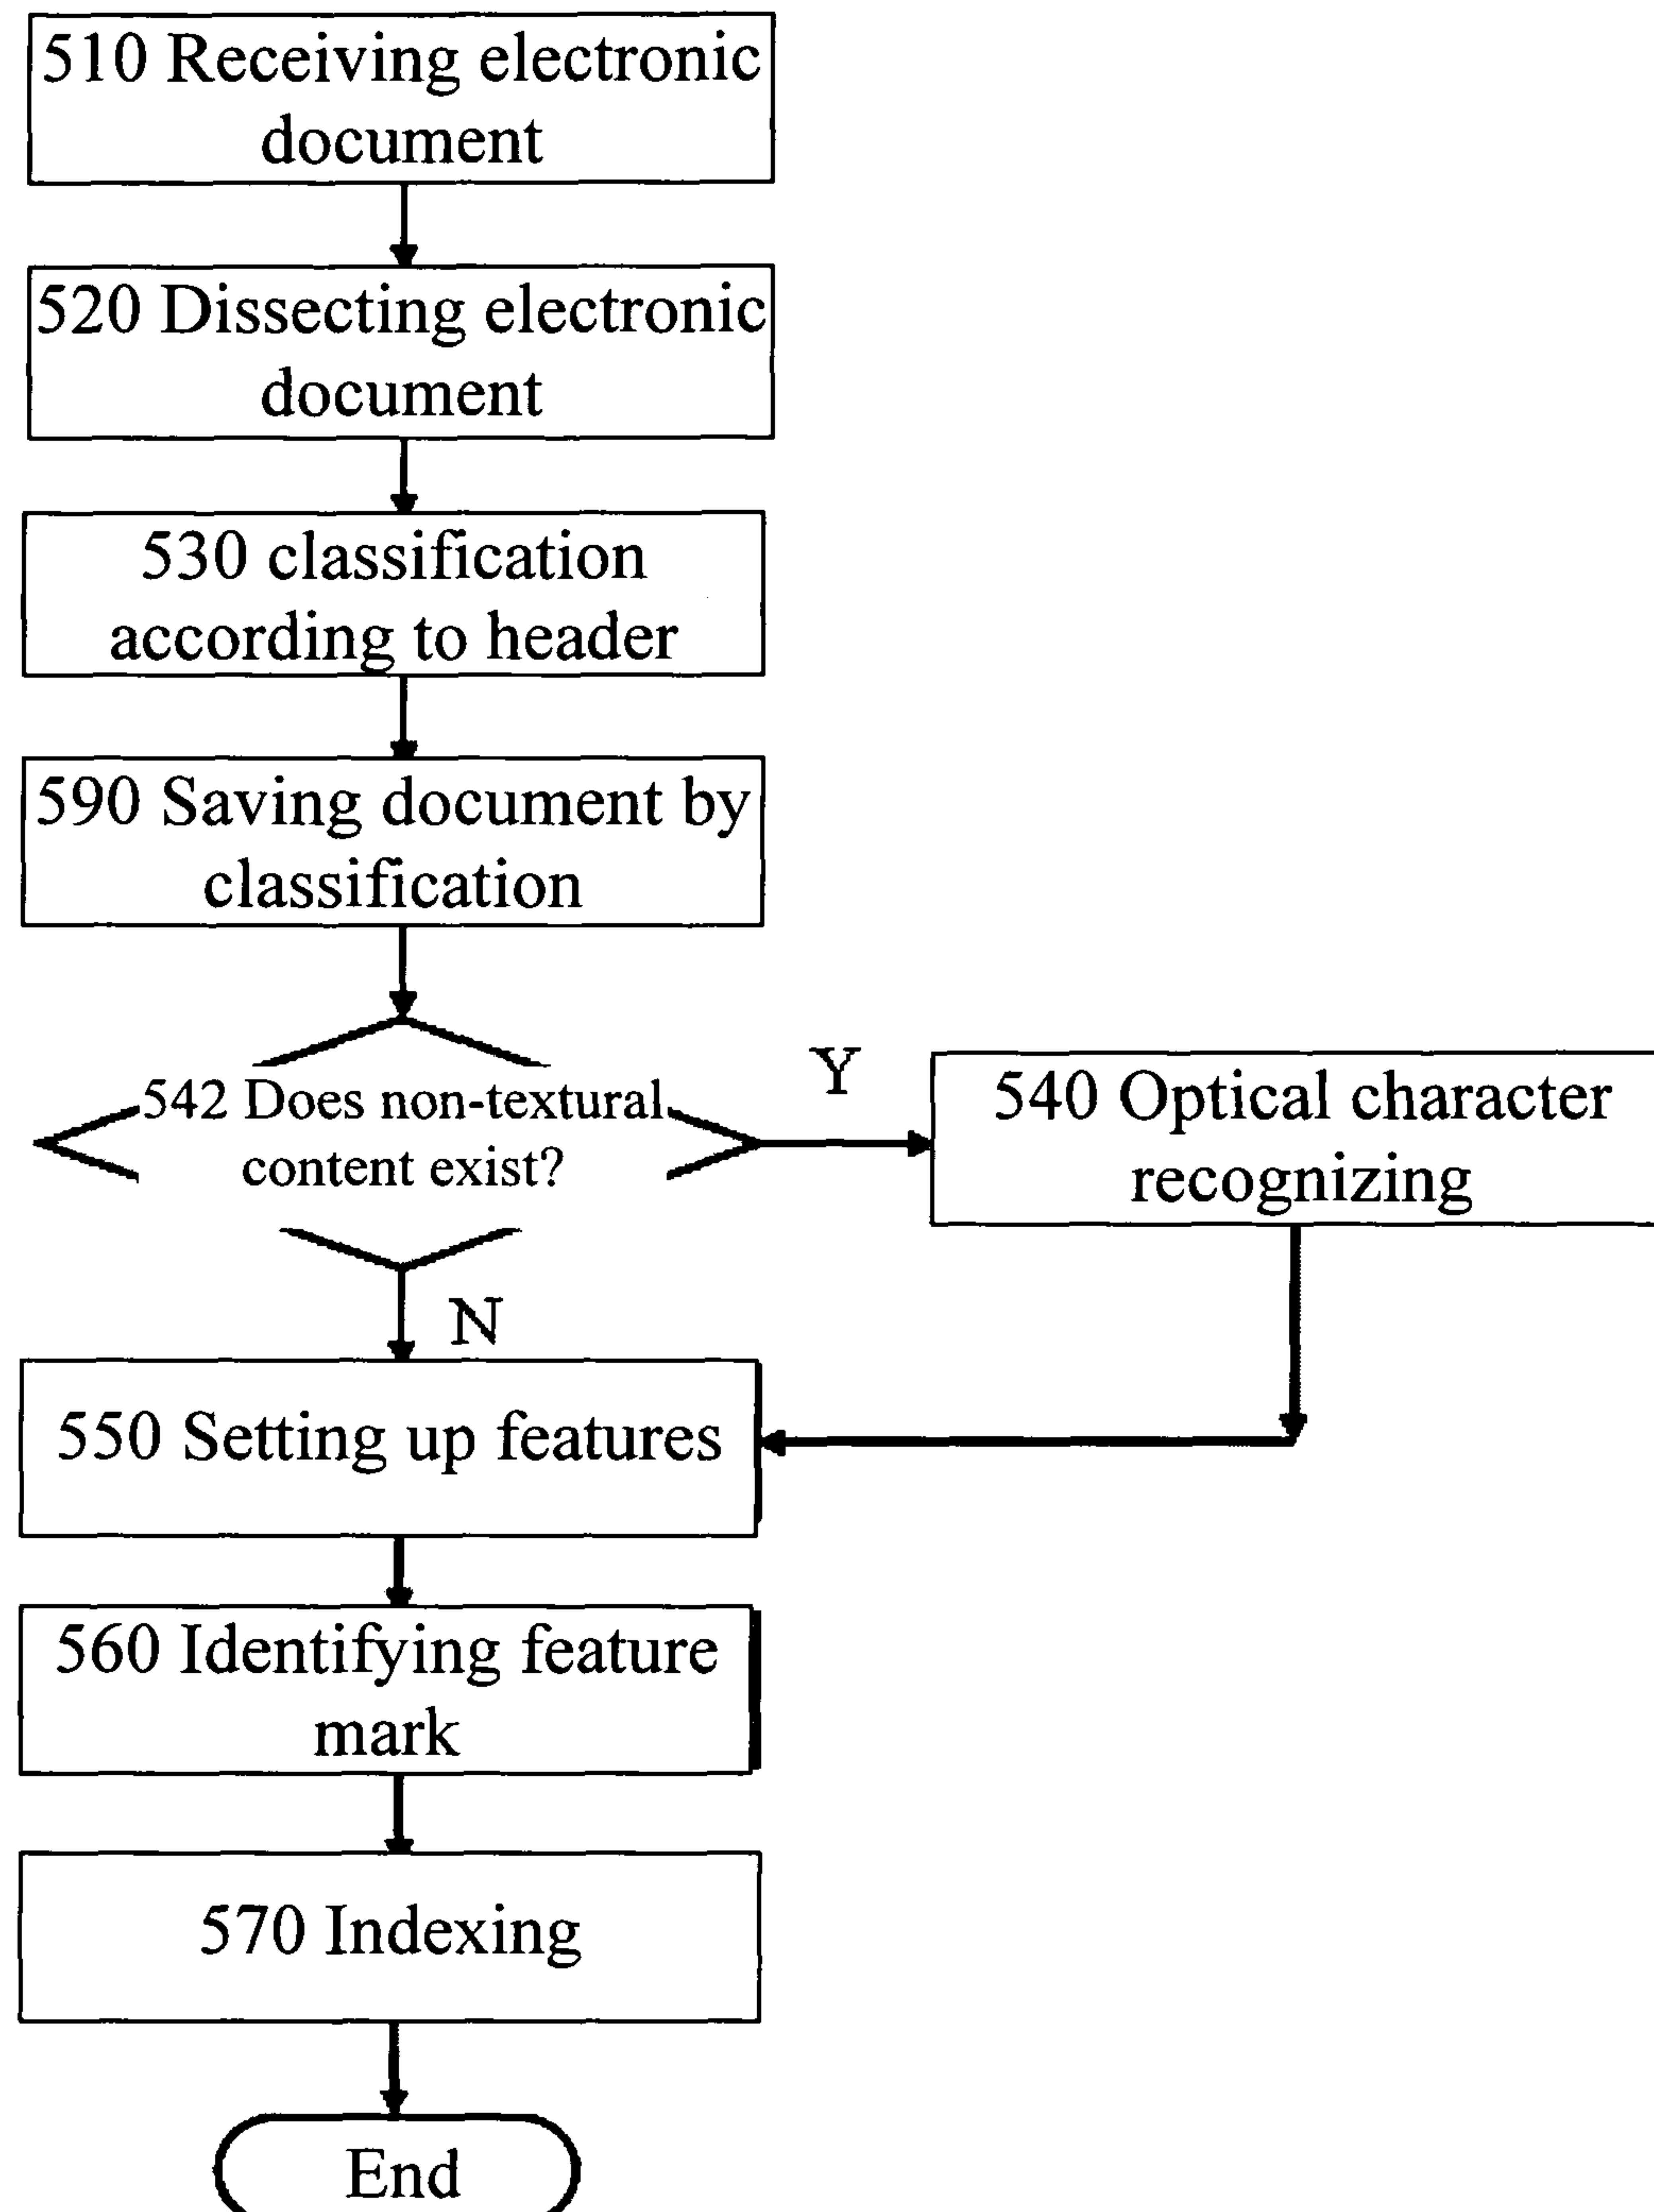 510 Receiving electronic
document
520 Dissecting electronic
document
530 classification
according to header
590 Saving document by
classification
542 Does non-textural
content exist?
Y
540 Optical character
recognizing
N
550 Setting up features
560 Identifying feature
mark
570 Indexing
End